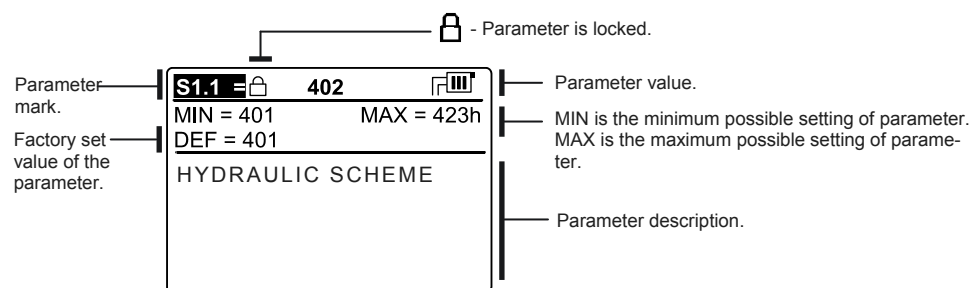 - Parameter is locked.
Parameter mark.
S1.1 = 402
Parameter value.
MIN = 401 MAX = 423h
MIN is the minimum possible setting of parameter.
MAX is the maximum possible setting of parame-
ter.
Factory set
value of the
parameter.
DEF = 401
HYDRAULIC SCHEME
Parameter description.